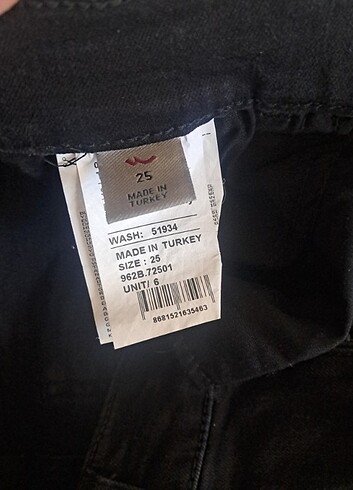 25
MADE IN
TURKEY
WASH: 51934
MADE IN TURKEY
SIZE : 25
962B.72501
UNIT/ 6
8681521635463